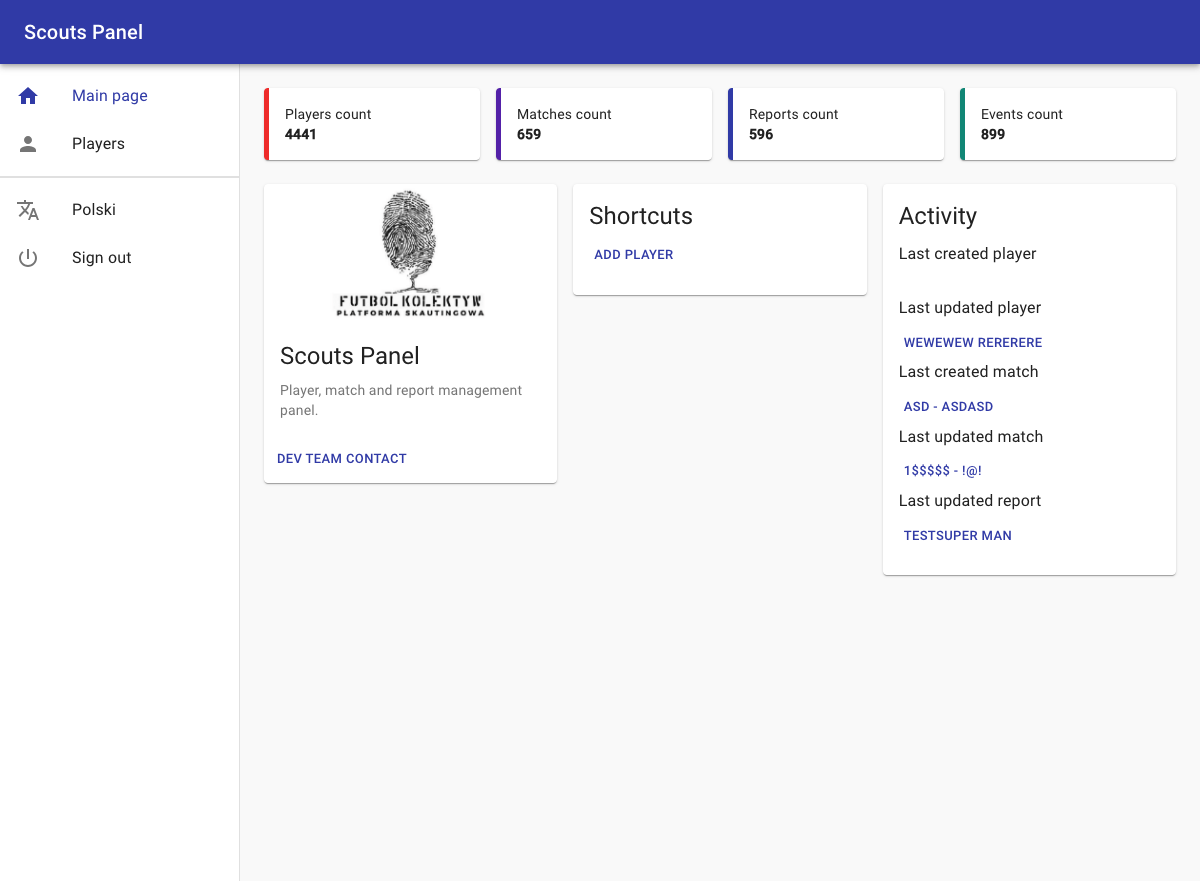 Scouts Panel
Main page
Players
Polski
Sign out
Players count
4441
Matches count
659
Reports count
596
Events count
899
FUTBOL KOLEKTYW
PLATFORMA SKAUTINGOWA
Scouts Panel
Player, match and report management
panel.
DEV TEAM CONTACT
Shortcuts
ADD PLAYER
Activity
Last created player
Last updated player
WEWEWEW RERERERE
Last created match
ASD - ASDASD
Last updated match
1$$$$$ - !@!
Last updated report
TESTSUPER MAN